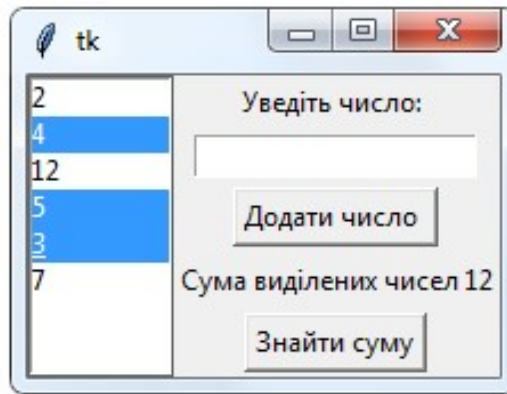 tk
2
4
12
5
3
7
Уведіть число:
Додати число
Сума виділених чисел 12
Знайти суму